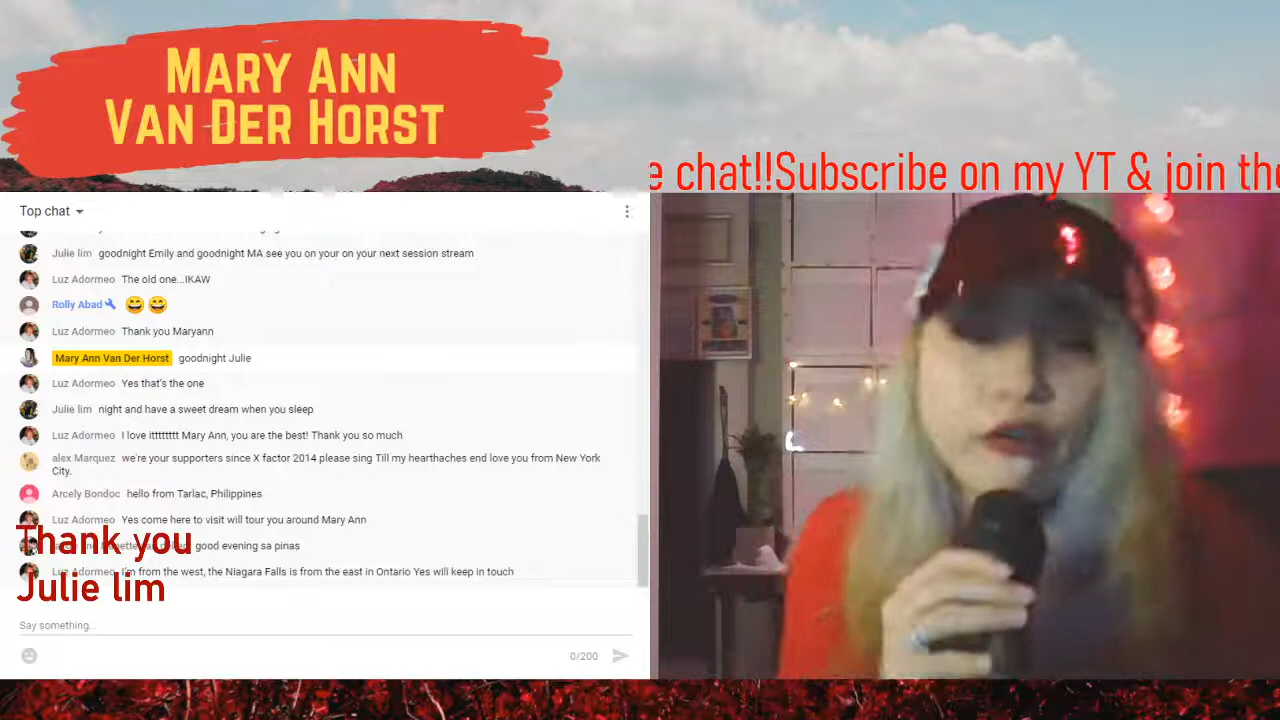 MARY ANN
VAN DER HORST
e chat!!Subscribe on my YT & join the
Top chat
Julie lim goodnight Emily and goodnight MA see you on your on your next session stream
Luz Adormeo The old one...IKAW
Rolly Abad
Luz Adormeo Thank you Maryann
Mary Ann Van Der Horst goodnight Julie
Luz Adormeo Yes that's the one
Julie lim night and have a sweet dream when you sleep
Luz Adormeo I love itttttttt Mary Ann, you are the best! Thank you so much
alex Marquez we're your supporters since X factor 2014 please sing Till my hearthaches end love you from New York
City.
Arcely Bondoc hello from Tarlac, Philippines
Luz Adormeo Yes come here to visit will tour you around Mary Ann
Thank you
good evening sa pinas
Luz Adormeo I'm from the west, the Niagara Falls is from the east in Ontario Yes will keep in touch
Julie lim
Say something...
0/200